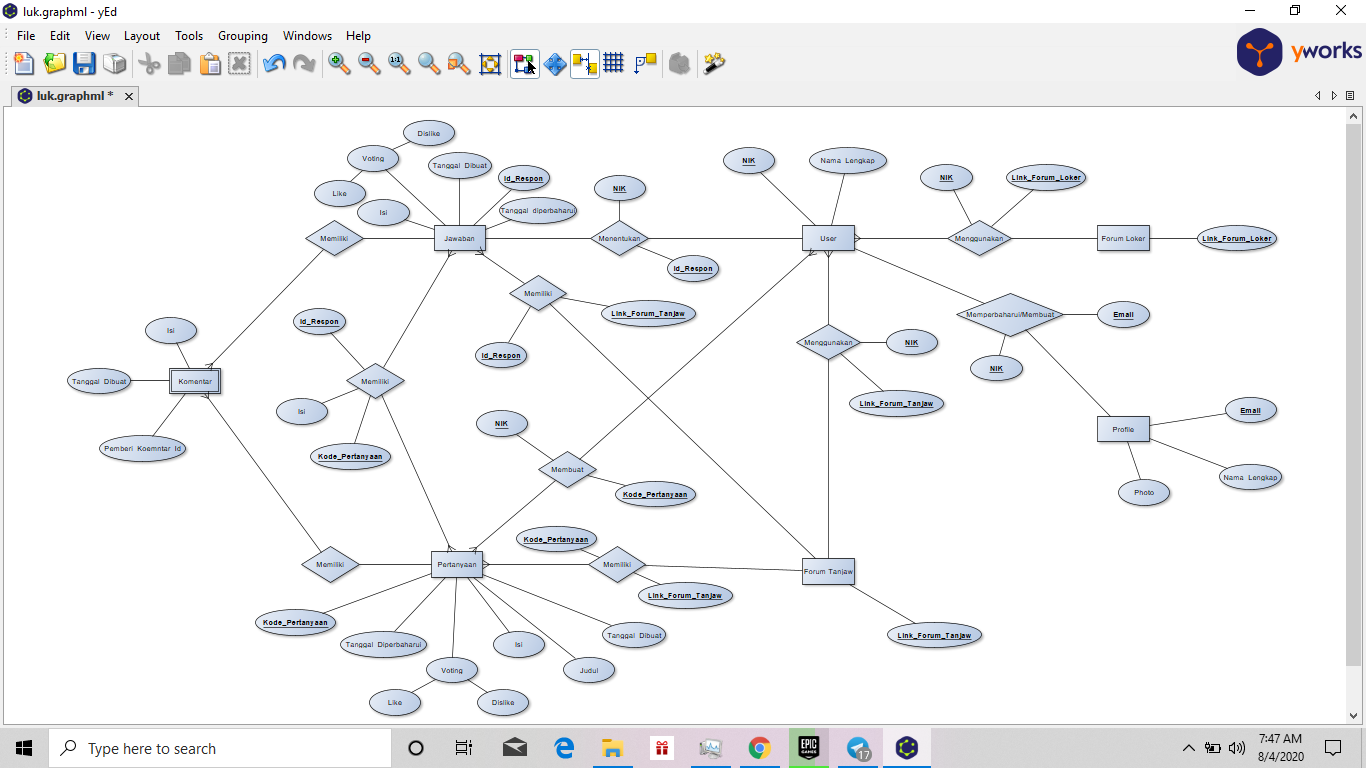 luk.graphml - yEd
File Edit View Layout Tools Grouping Windows Help
1:1
yworks
luk.graphml *
Dislike
Voting
Tanggal Dibuat
Like
Id_Respon
Isi
Tanggal diperbaharui
Memiliki
Jawaban
NIK
Menentukan
Id_Respon
NIK
Nama Lengkap
User
NIK
Link_Forum_Loker
Menggunakan
Forum Loker
Link_Forum_Loker
Memiliki
Link_Forum_Tanjaw
Id_Respon
Id_Respon
Memiliki
Isi
Kode_Pertanyaan
Isi
Tanggal Dibuat
Komentar
Pemberi Koemntar Id
Menggunakan
NIK
Link_Forum_Tanjaw
Memperbaharui/Membuat
Email
NIK
Profile
Email
Nama Lengkap
Photo
NIK
Membuat
Kode_Pertanyaan
Memiliki
Pertanyaan
Kode_Pertanyaan
Memiliki
Link_Forum_Tanjaw
Forum Tanjaw
Link_Forum_Tanjaw
Kode_Pertanyaan
Tanggal Diperbaharui
Voting
Like
Dislike
Isi
Judul
Tanggal Dibuat
Type here to search
EPIC
GAMES
17
7:47 AM
8/4/2020